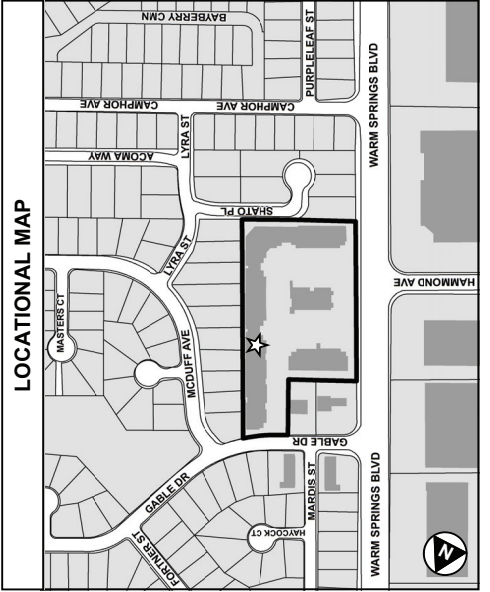 LOCATIONAL MAP
BAYBERRY CMN
PURPLELEAF ST
WARM SPRINGS BLVD
CAMPHOR AVE
CAMPHOR AVE
LYRA ST
ACOMA WAY
SHATO PL
LYRA ST
HAMMOND AVE
MASTERS CT
MCDUFF AVE
GABLE DR
GABLE DR
MARDIS ST
WARM SPRINGS BLVD
HAYCOCK CT
FORTNER ST
N